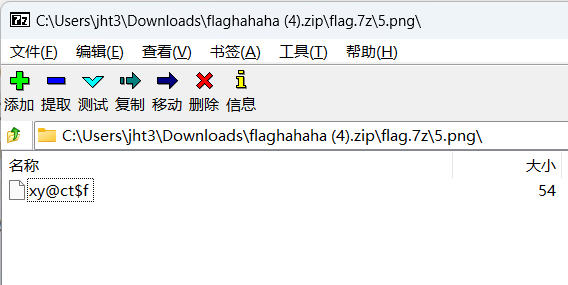 7z C:\Users\jht3\Downloads\flaghahaha (4).zip\flag.7z\5.png\
文件(F) 编辑(E) 查看(V) 书签(A) 工具(T) 帮助(H)
添加 提取 测试 复制 移动 删除 信息
C:\Users\jht3\Downloads\flaghahaha (4).zip\flag.7z\5.png\
名称 大小
xy@ct$f 54